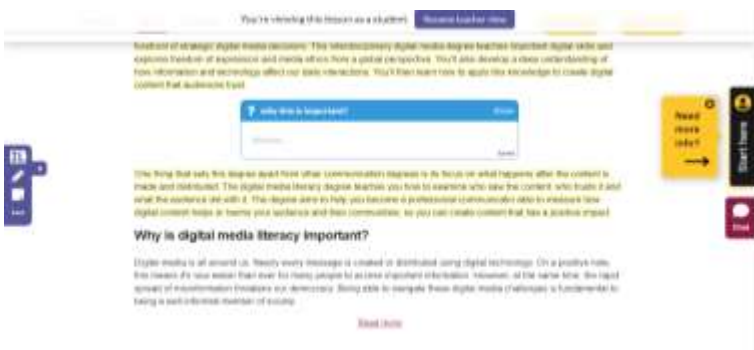 You're viewing this lesson as a student
forefront of strategic digital media decisions. This interdisciplinary digital media degree teaches important digital skills and
explores freedom of expression and media ethics from a global perspective. You'll also develop a deep understanding of
how information and technology affect our daily interactions. You'll then learn how to apply this knowledge to create digital
content that audiences trust.
? why this is important?
Need
more
info?
Start here
One thing that sets this degree apart from other communication degrees is its focus on what happens after the content is
made and distributed. The digital media literacy degree teaches you how to examine who saw the content, who trusts it and
what the audience did with it. This degree aims to help you become a professional communicator able to measure how
digital content helps or harms your audience and their communities, so you can create content that has a positive impact.
Why is digital media literacy important?
Digital media is all around us. Nearly every message is created or distributed using digital technology. On a positive note,
this means it's now easier than ever for many people to access important information. However, at the same time, the rapid
spread of misinformation threatens our democracy. Being able to navigate these digital media challenges is fundamental to
being a well-informed member of society.
Read more